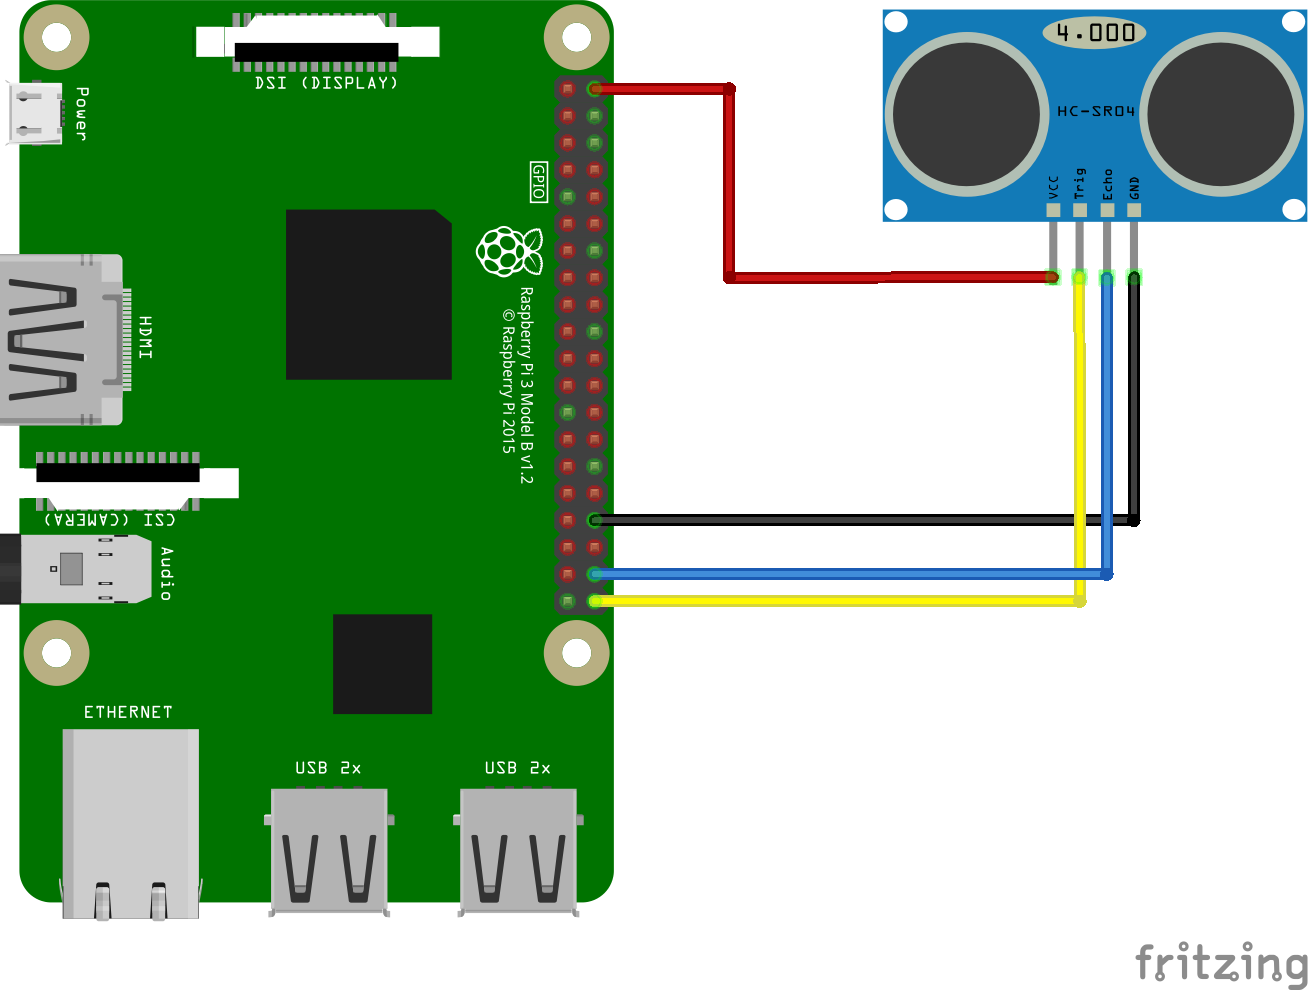 DSI (DISPLAY)
Power
GPIO
Raspberry Pi 3 Model B v1.2
© Raspberry Pi 2015
HDMI
CSI (CAMERA)
Audio
ETHERNET
USB 2x
USB 2x
4.000
HC-SR04
VCC
Trig
Echo
GND
fritzing